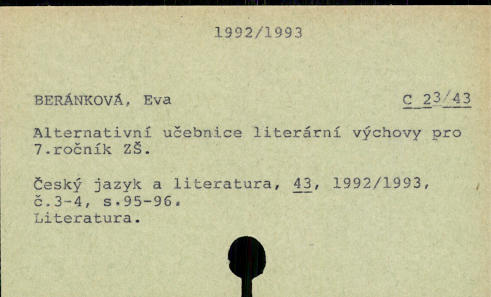 1992/1993
BERÁNKOVÁ, Eva C 23/43
Alternativní učebnice literární výchovy pro
7.ročník ZŠ.
Český jazyk a literatura, 43, 1992/1993,
č.3-4, s.95-96.
Literatura.